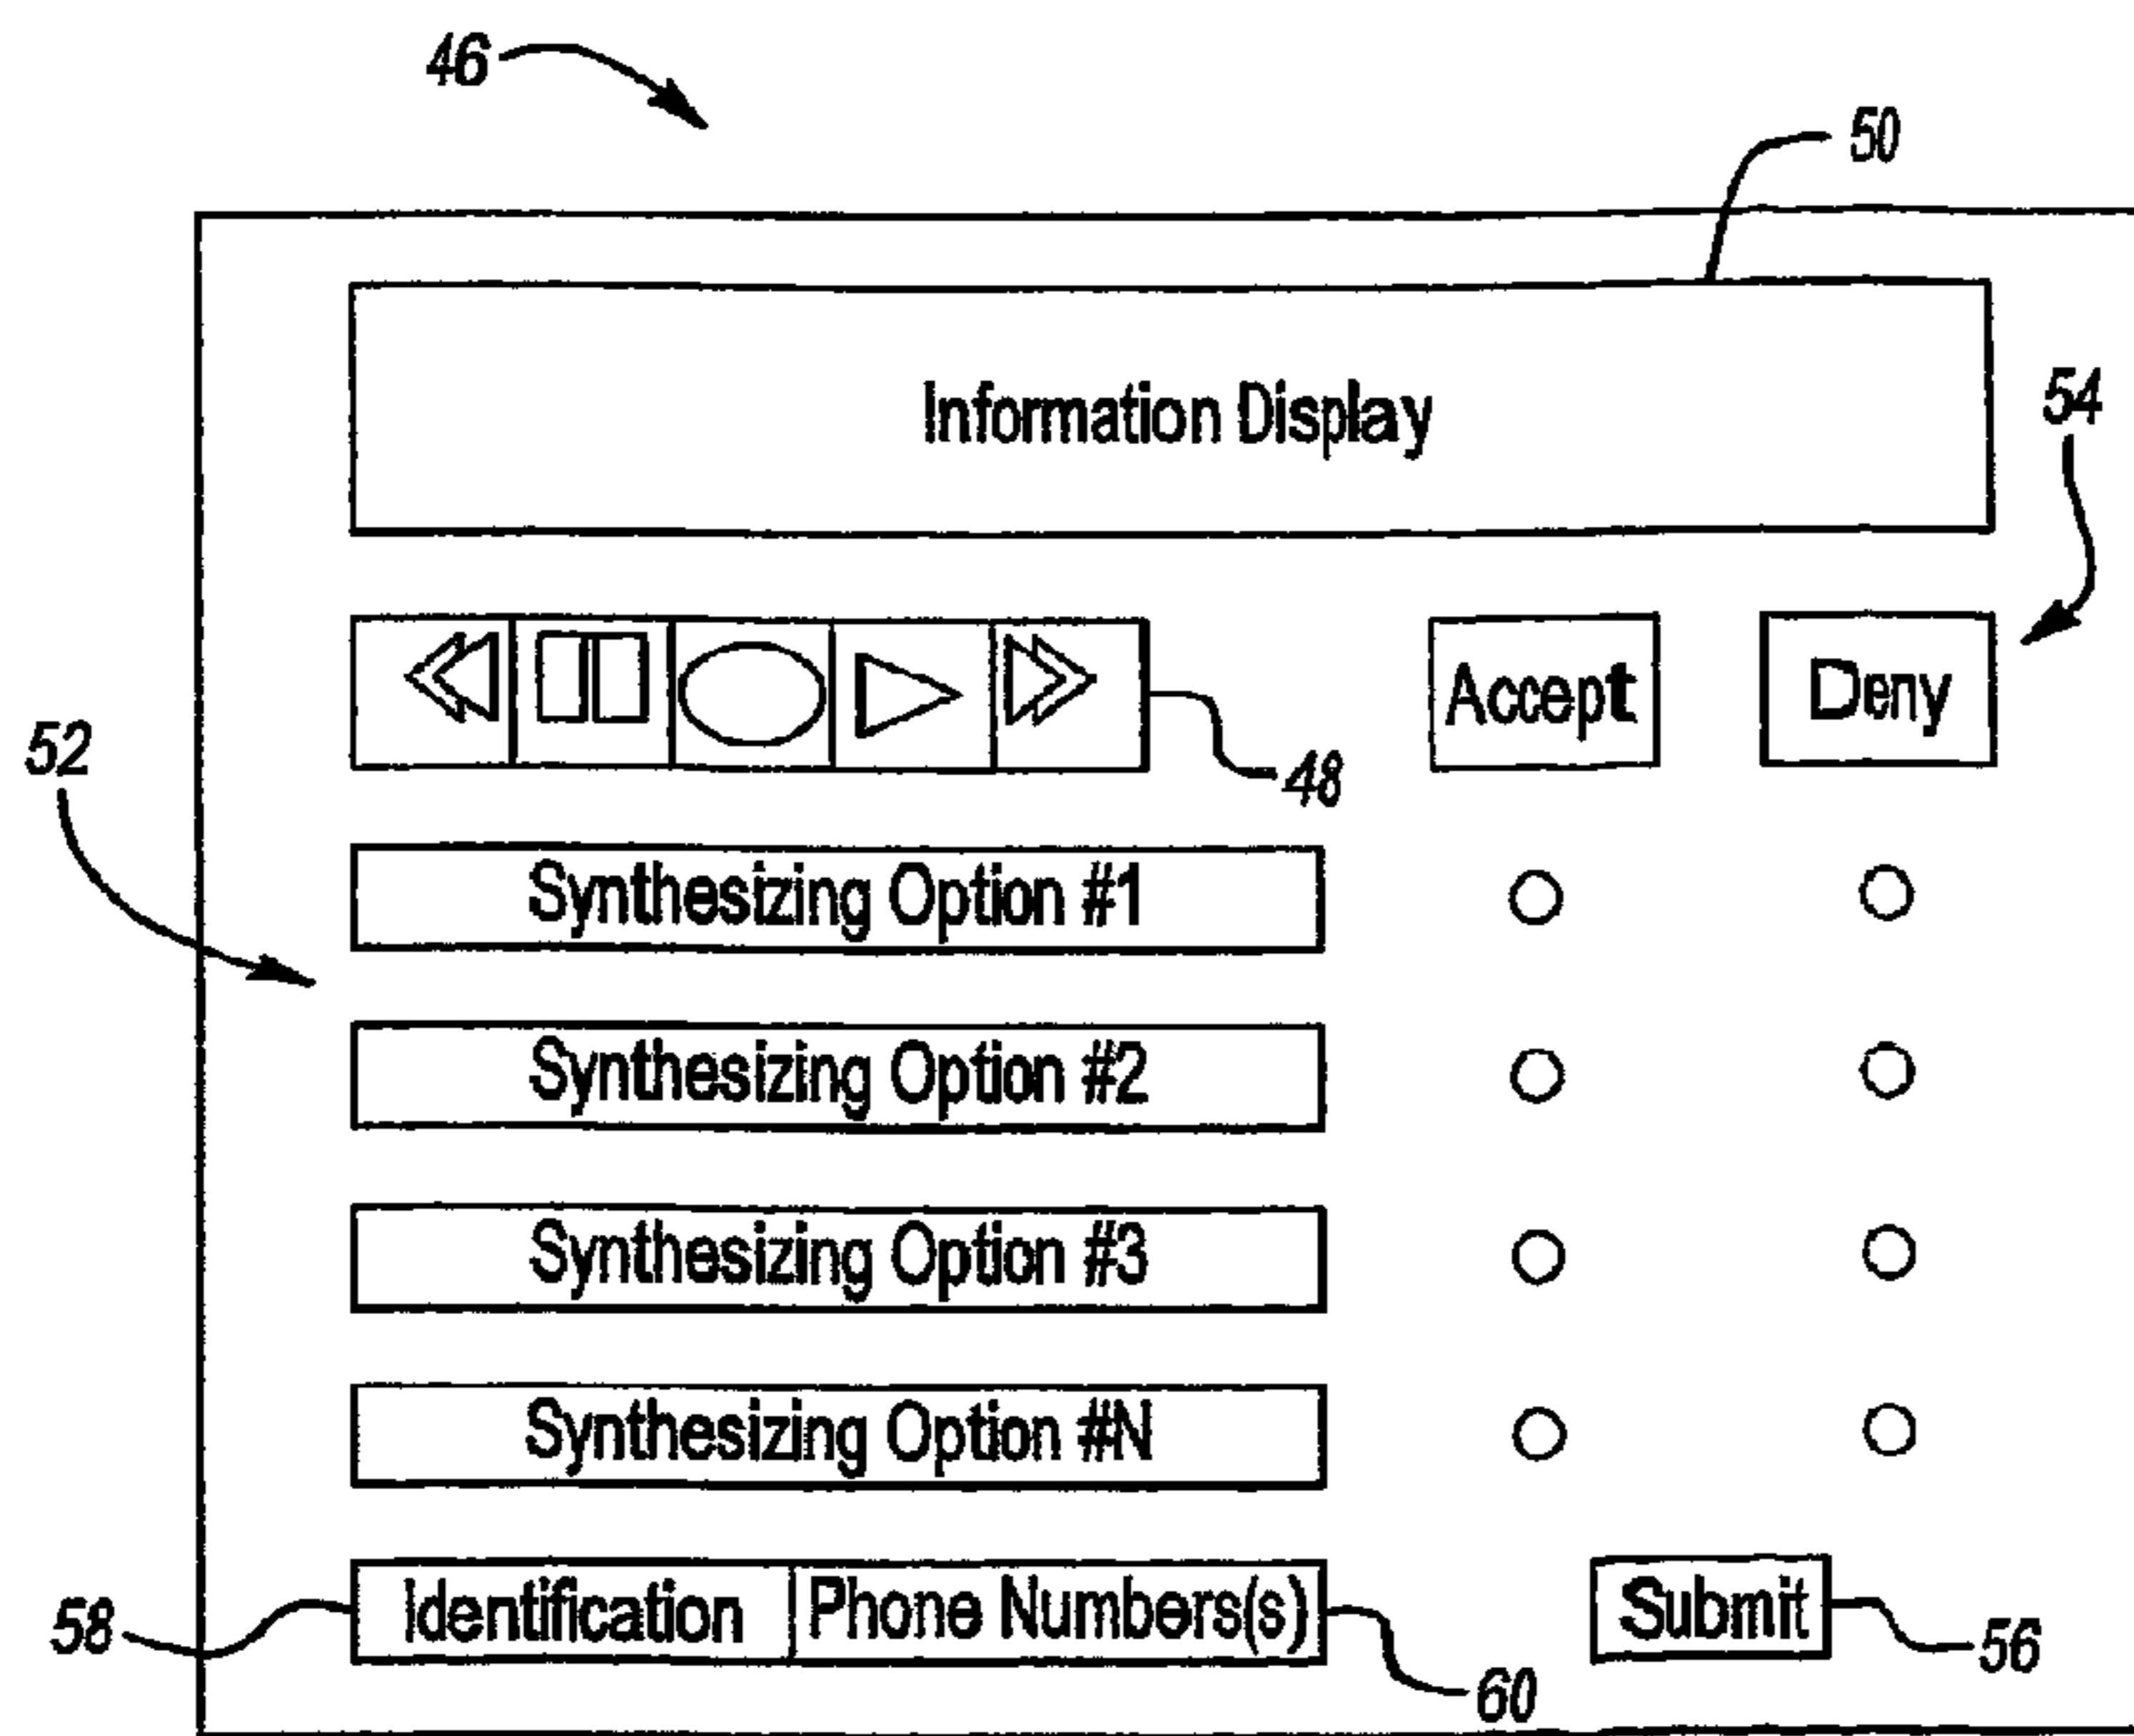 46
50
Information Display
54
Accept Deny
52
48
Synthesizing Option #1
Synthesizing Option #2
Synthesizing Option #3
Synthesizing Option #N
58 Identification Phone Numbers(s) Submit 56
60